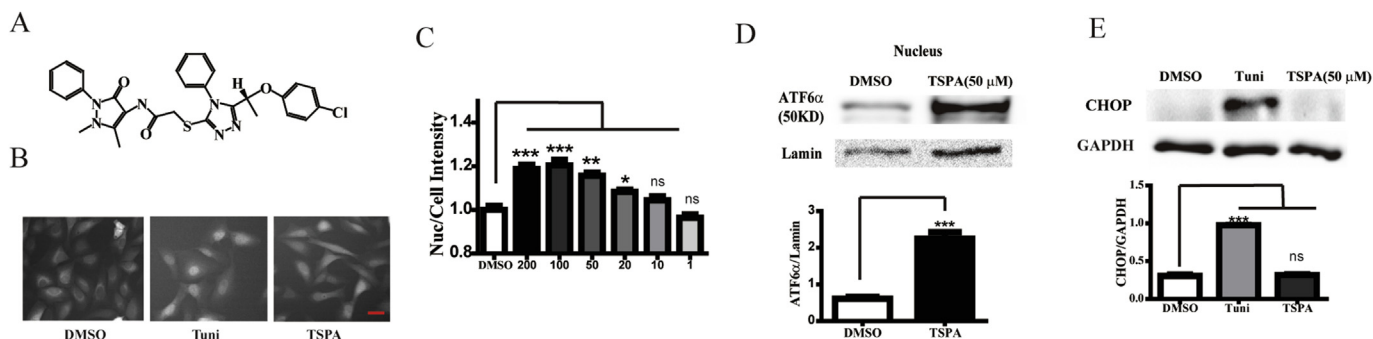 A
O
N
N
N
O
S
N
N
N
H
O
Cl
B
DMSO Tuni TSPA
C
Nuc/Cell Intensity
1.4
1.2
1.0
0.8
*** *** ** * ns ns
DMSO 200 100 50 20 10 1
D
Nucleus
DMSO TSPA(50 μM)
ATF6α
(50KD)
Lamin
ATF6α/Lamin
3
2
1
0
***
DMSO TSPA
E
DMSO Tuni TSPA(50 μM)
CHOP
GAPDH
CHOP/GAPDH
1.5
1.0
0.5
0.0
***
ns
DMSO Tuni TSPA